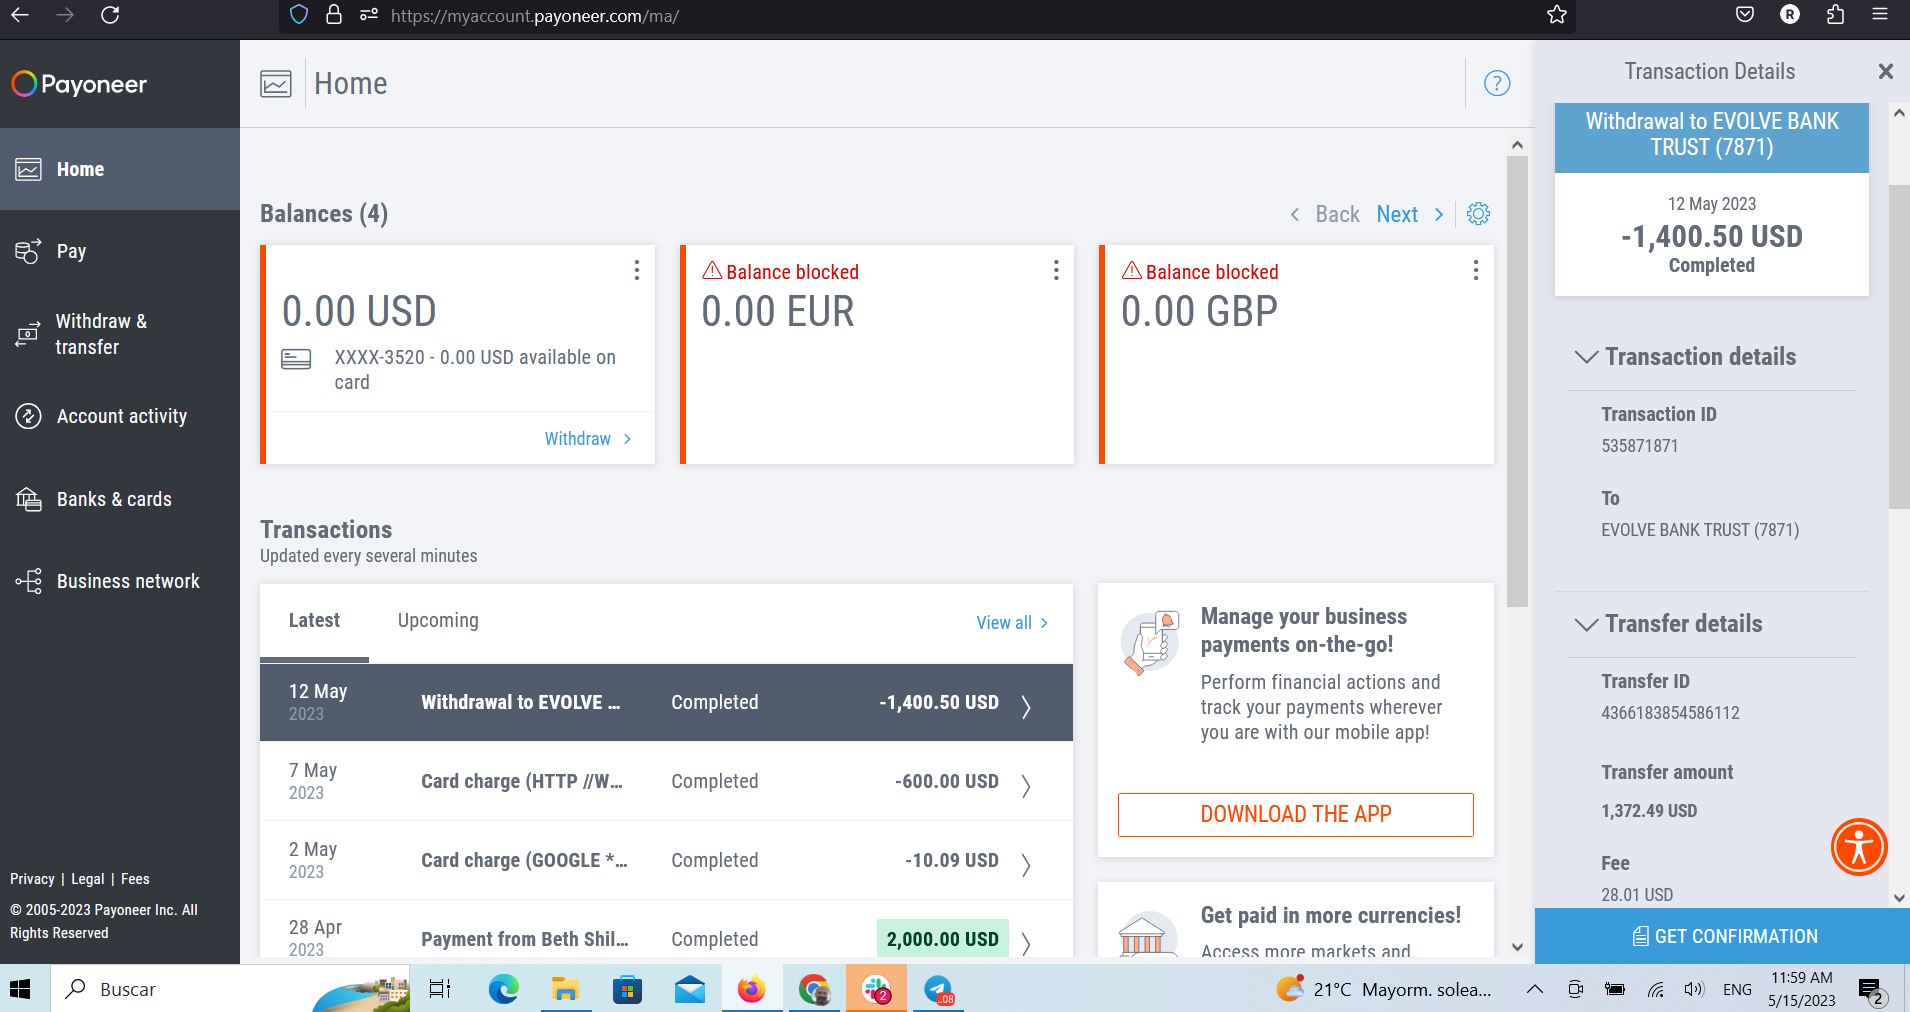 https://myaccount.payoneer.com/ma/
R
Payoneer
Home
Pay
Withdraw &
transfer
Account activity
Banks & cards
Business network
Privacy | Legal | Fees
© 2005-2023 Payoneer Inc. All
Rights Reserved
Home
?
Balances (4)
Back
Next
0.00 USD
XXXX-3520 - 0.00 USD available on
card
Withdraw
Balance blocked
0.00 EUR
Balance blocked
0.00 GBP
Transactions
Updated every several minutes
Latest
Upcoming
View all
12 May
2023
Withdrawal to EVOLVE ...
Completed
-1,400.50 USD
7 May
2023
Card charge (HTTP //W...
Completed
-600.00 USD
2 May
2023
Card charge (GOOGLE *...
Completed
-10.09 USD
28 Apr
2023
Payment from Beth Shil...
Completed
2,000.00 USD
Manage your business
payments on-the-go!
Perform financial actions and
track your payments wherever
you are with our mobile app!
DOWNLOAD THE APP
Get paid in more currencies!
Access more markets and
Transaction Details
Withdrawal to EVOLVE BANK
TRUST (7871)
12 May 2023
-1,400.50 USD
Completed
Transaction details
Transaction ID
535871871
To
EVOLVE BANK TRUST (7871)
Transfer details
Transfer ID
4366183854586112
Transfer amount
1,372.49 USD
Fee
28.01 USD
GET CONFIRMATION
Buscar
2
..08
21°C Mayorm. solea...
ENG
11:59 AM
5/15/2023
2